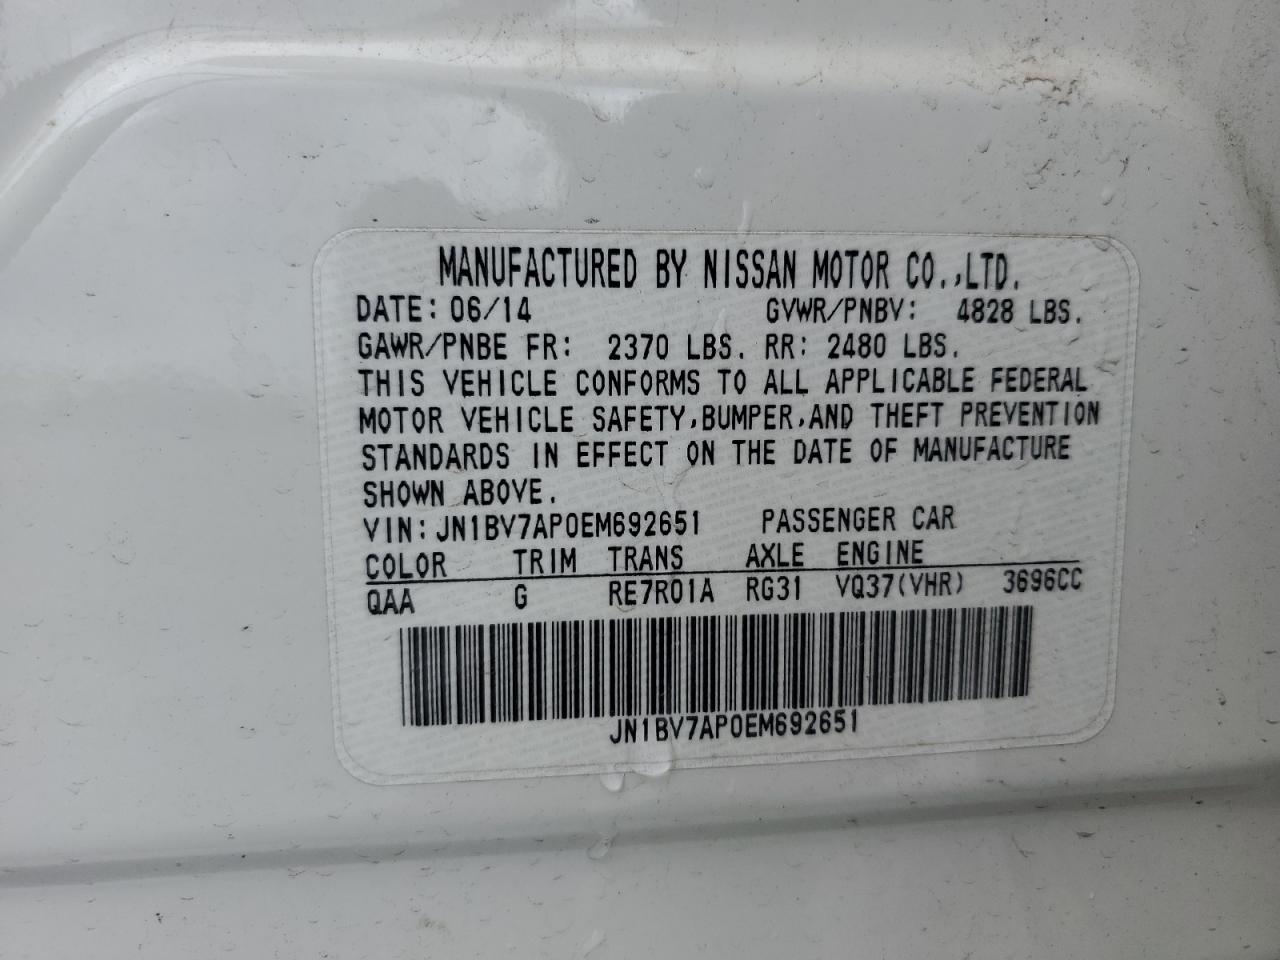 MANUFACTURED BY NISSAN MOTOR CO.,LTD.
DATE: 06/14 GVWR/PNBV: 4828 LBS.
GAWR/PNBE FR: 2370 LBS. RR: 2480 LBS.
THIS VEHICLE CONFORMS TO ALL APPLICABLE FEDERAL
MOTOR VEHICLE SAFETY,BUMPER,AND THEFT PREVENTION
STANDARDS IN EFFECT ON THE DATE OF MANUFACTURE
SHOWN ABOVE.
VIN:JN1BV7AP0EM692651 PASSENGER CAR
COLOR TRIM TRANS AXLE ENGINE
QAA G RE7R01A RG31 VQ37(VHR) 3696CC
JN1BV7AP0EM692651